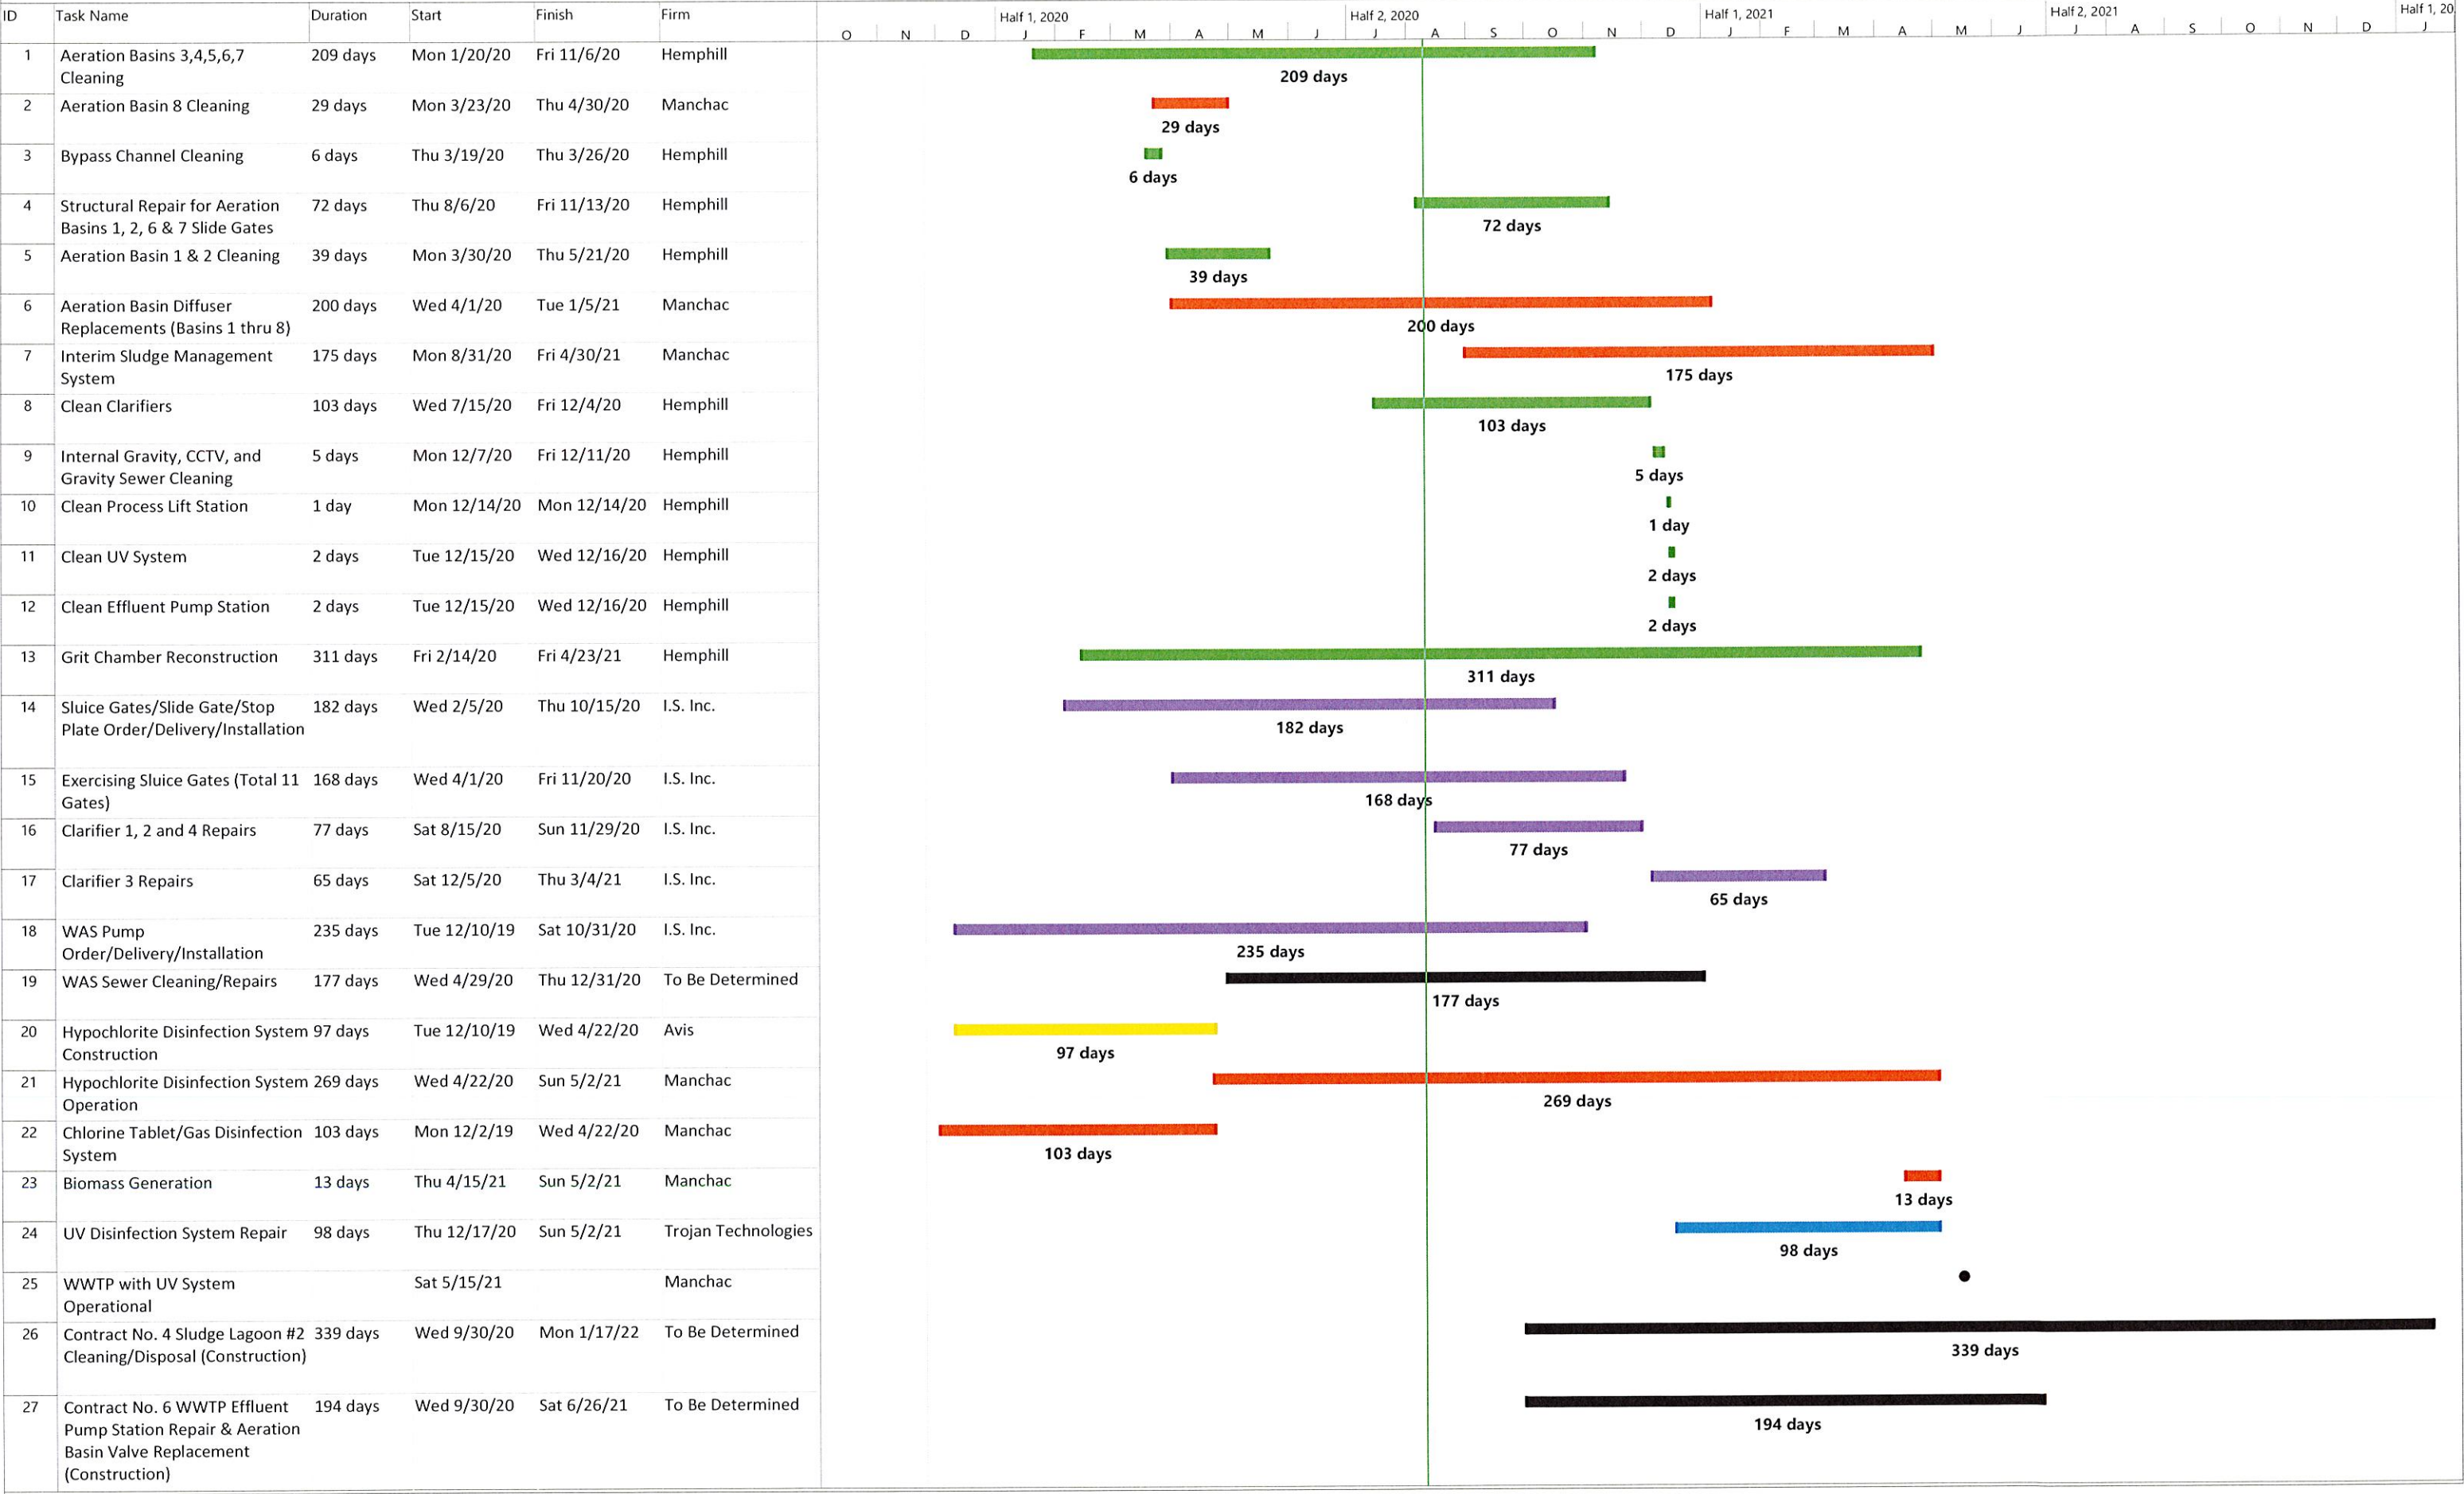 ID Task Name Duration Start Finish Firm
Half 1, 2020 Half 2, 2020 Half 1, 2021 Half 2, 2021 Half 1, 20
O N D J F M A M J J A S O N D J F M A M J J A S O N D J
1 Aeration Basins 3,4,5,6,7 209 days Mon 1/20/20 Fri 11/6/20 Hemphill
Cleaning
209 days
2 Aeration Basin 8 Cleaning 29 days Mon 3/23/20 Thu 4/30/20 Manchac
29 days
3 Bypass Channel Cleaning 6 days Thu 3/19/20 Thu 3/26/20 Hemphill
6 days
4 Structural Repair for Aeration 72 days Thu 8/6/20 Fri 11/13/20 Hemphill
Basins 1, 2, 6 & 7 Slide Gates
72 days
5 Aeration Basin 1 & 2 Cleaning 39 days Mon 3/30/20 Thu 5/21/20 Hemphill
39 days
6 Aeration Basin Diffuser 200 days Wed 4/1/20 Tue 1/5/21 Manchac
Replacements (Basins 1 thru 8)
200 days
7 Interim Sludge Management 175 days Mon 8/31/20 Fri 4/30/21 Manchac
System
175 days
8 Clean Clarifiers 103 days Wed 7/15/20 Fri 12/4/20 Hemphill
103 days
9 Internal Gravity, CCTV, and 5 days Mon 12/7/20 Fri 12/11/20 Hemphill
Gravity Sewer Cleaning
5 days
10 Clean Process Lift Station 1 day Mon 12/14/20 Mon 12/14/20 Hemphill
1 day
11 Clean UV System 2 days Tue 12/15/20 Wed 12/16/20 Hemphill
2 days
12 Clean Effluent Pump Station 2 days Tue 12/15/20 Wed 12/16/20 Hemphill
2 days
13 Grit Chamber Reconstruction 311 days Fri 2/14/20 Fri 4/23/21 Hemphill
311 days
14 Sluice Gates/Slide Gate/Stop 182 days Wed 2/5/20 Thu 10/15/20 I.S. Inc.
Plate Order/Delivery/Installation
182 days
15 Exercising Sluice Gates (Total 11 168 days Wed 4/1/20 Fri 11/20/20 I.S. Inc.
Gates)
168 days
16 Clarifier 1, 2 and 4 Repairs 77 days Sat 8/15/20 Sun 11/29/20 I.S. Inc.
77 days
17 Clarifier 3 Repairs 65 days Sat 12/5/20 Thu 3/4/21 I.S. Inc.
65 days
18 WAS Pump 235 days Tue 12/10/19 Sat 10/31/20 I.S. Inc.
Order/Delivery/Installation
235 days
19 WAS Sewer Cleaning/Repairs 177 days Wed 4/29/20 Thu 12/31/20 To Be Determined
177 days
20 Hypochlorite Disinfection System 97 days Tue 12/10/19 Wed 4/22/20 Avis
Construction
97 days
21 Hypochlorite Disinfection System 269 days Wed 4/22/20 Sun 5/2/21 Manchac
Operation
269 days
22 Chlorine Tablet/Gas Disinfection 103 days Mon 12/2/19 Wed 4/22/20 Manchac
System
103 days
23 Biomass Generation 13 days Thu 4/15/21 Sun 5/2/21 Manchac
13 days
24 UV Disinfection System Repair 98 days Thu 12/17/20 Sun 5/2/21 Trojan Technologies
98 days
25 WWTP with UV System Sat 5/15/21 Manchac
Operational
26 Contract No. 4 Sludge Lagoon #2 339 days Wed 9/30/20 Mon 1/17/22 To Be Determined
Cleaning/Disposal (Construction)
339 days
27 Contract No. 6 WWTP Effluent 194 days Wed 9/30/20 Sat 6/26/21 To Be Determined
Pump Station Repair & Aeration
194 days
Basin Valve Replacement
(Construction)